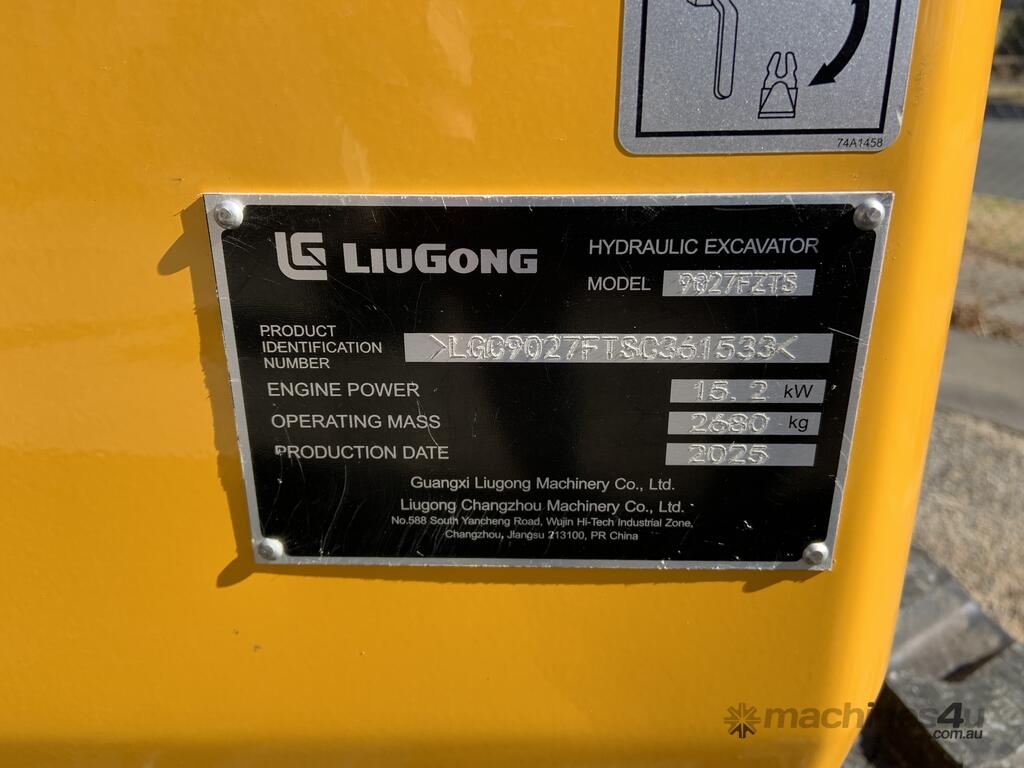 74A1458
LG LIUGONG
HYDRAULIC EXCAVATOR
MODEL 9027FZTS
PRODUCT
IDENTIFICATION
NUMBER
>LGC9027FTSC361533<
ENGINE POWER 15.2 kW
OPERATING MASS 2680 kg
PRODUCTION DATE 2025
Guangxi Liugong Machinery Co., Ltd.
Liugong Changzhou Machinery Co., Ltd.
No.588 South Yancheng Road, Wujin Hi-Tech Industrial Zone,
Changzhou, Jiangsu 213100, PR China
machines4u
.com.au